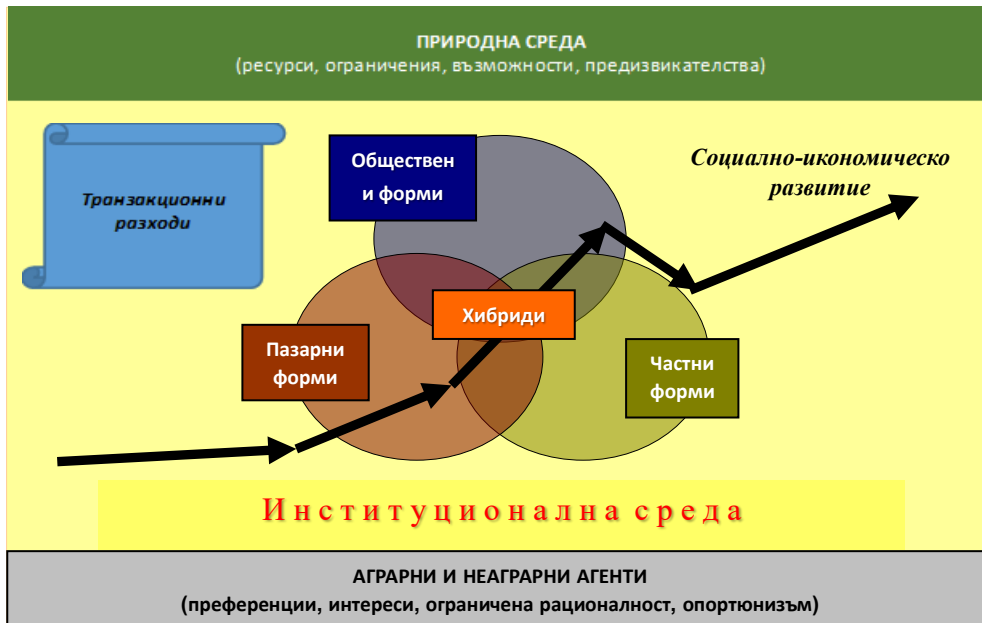 ПРИРОДНА СРЕДА
(ресурси, ограничения, възможности, предизвикателства)
Транзакционни
разходи
Обществен
и форми
Социално-икономическо
развитие
Хибриди
Пазарни
форми
Частни
форми
Институционална среда
АГРАРНИ И НЕАГРАРНИ АГЕНТИ
(преференции, интереси, ограничена рационалност, опортюнизъм)